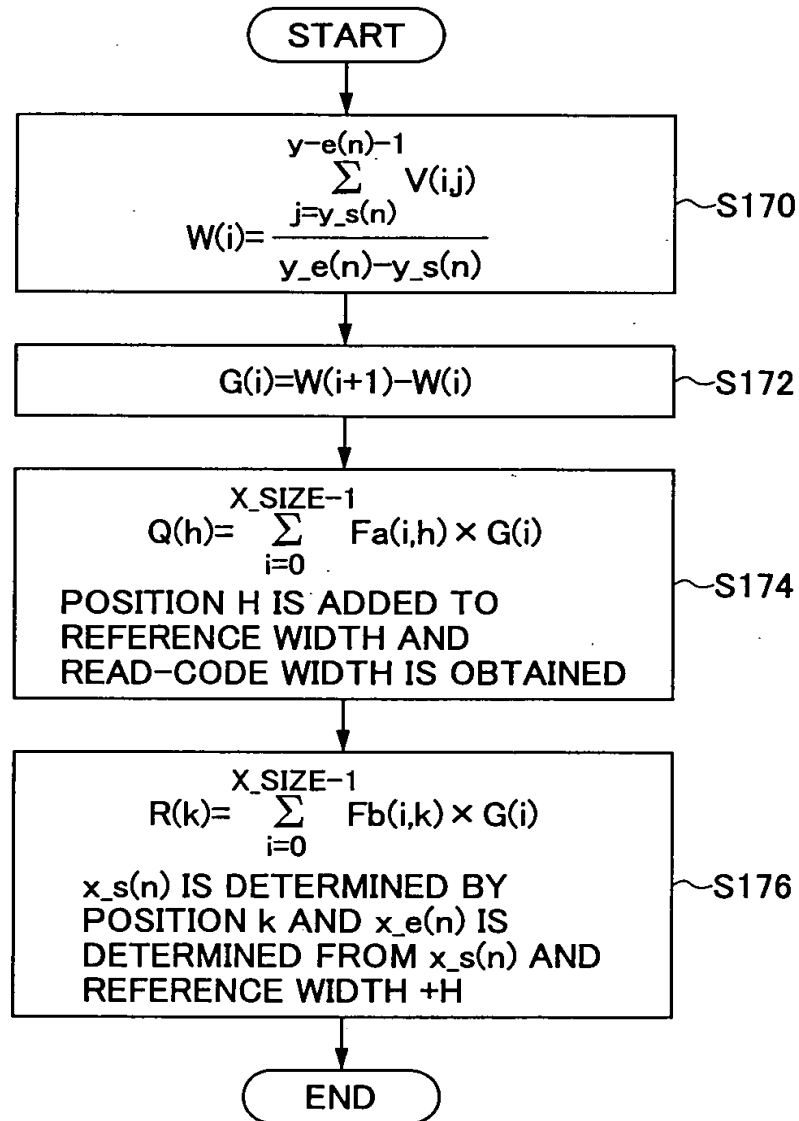 START
y-e(n)-1
Σ V(i,j)
j=y_s(n)
W(i)=
y_e(n)-y_s(n)
S170
G(i)=W(i+1)-W(i)
S172
X_SIZE-1
Q(h)= Σ Fa(i,h) × G(i)
i=0
POSITION H IS ADDED TO
REFERENCE WIDTH AND
READ-CODE WIDTH IS OBTAINED
S174
X_SIZE-1
R(k)= Σ Fb(i,k) × G(i)
i=0
x_s(n) IS DETERMINED BY
POSITION k AND x_e(n) IS
DETERMINED FROM x_s(n) AND
REFERENCE WIDTH +H
S176
END